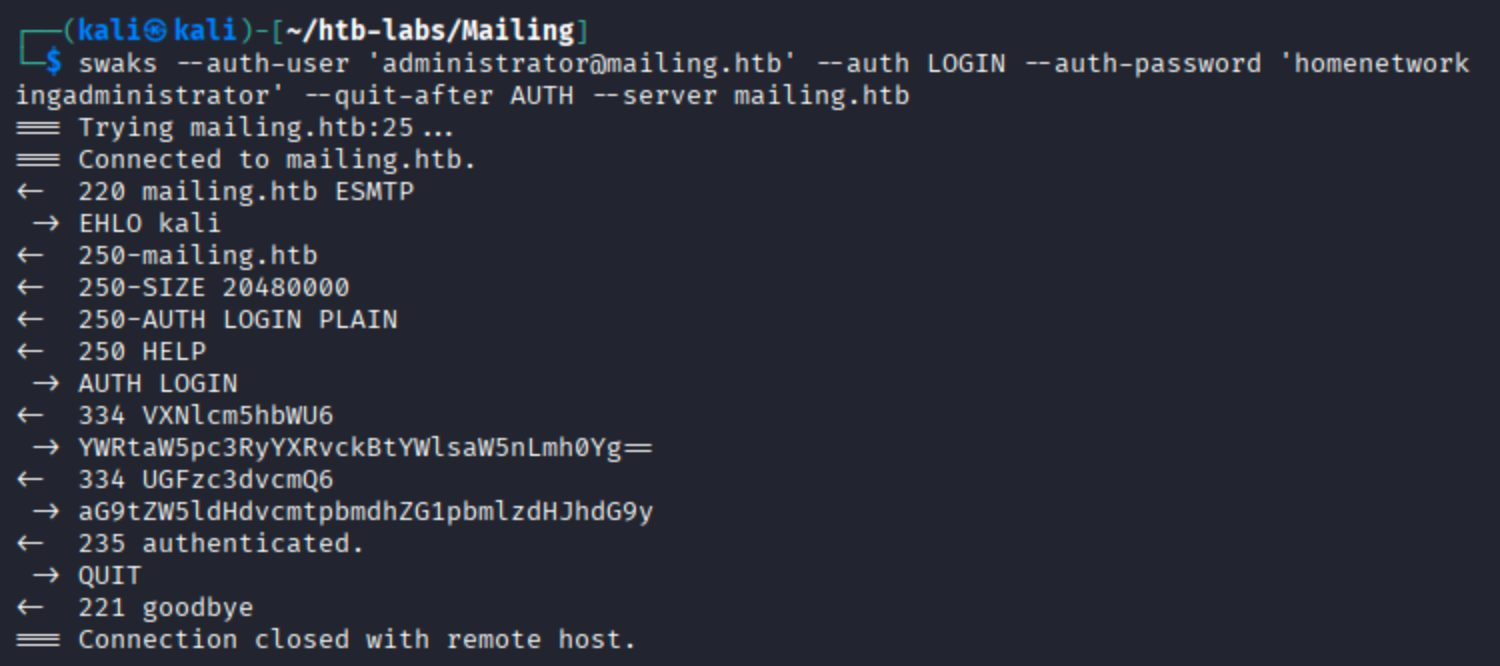 ┌──(kali㉿kali)-[~/htb-labs/Mailing]
└─$ swaks --auth-user 'administrator@mailing.htb' --auth LOGIN --auth-password 'homenetwork
ingadministrator' --quit-after AUTH --server mailing.htb
=== Trying mailing.htb:25...
=== Connected to mailing.htb.
<-  220 mailing.htb ESMTP
 -> EHLO kali
<-  250-mailing.htb
<-  250-SIZE 20480000
<-  250-AUTH LOGIN PLAIN
<-  250 HELP
 -> AUTH LOGIN
<-  334 VXNlcm5hbWU6
 -> YWRtaW5pc3RyYXRvckBtYWlsaW5nLmh0Yg==
<-  334 UGFzc3dvcmQ6
 -> aG9tZW5ldHdvcmtpbmdhZG1pbmlzdHJhdG9y
<-  235 authenticated.
 -> QUIT
<-  221 goodbye
=== Connection closed with remote host.